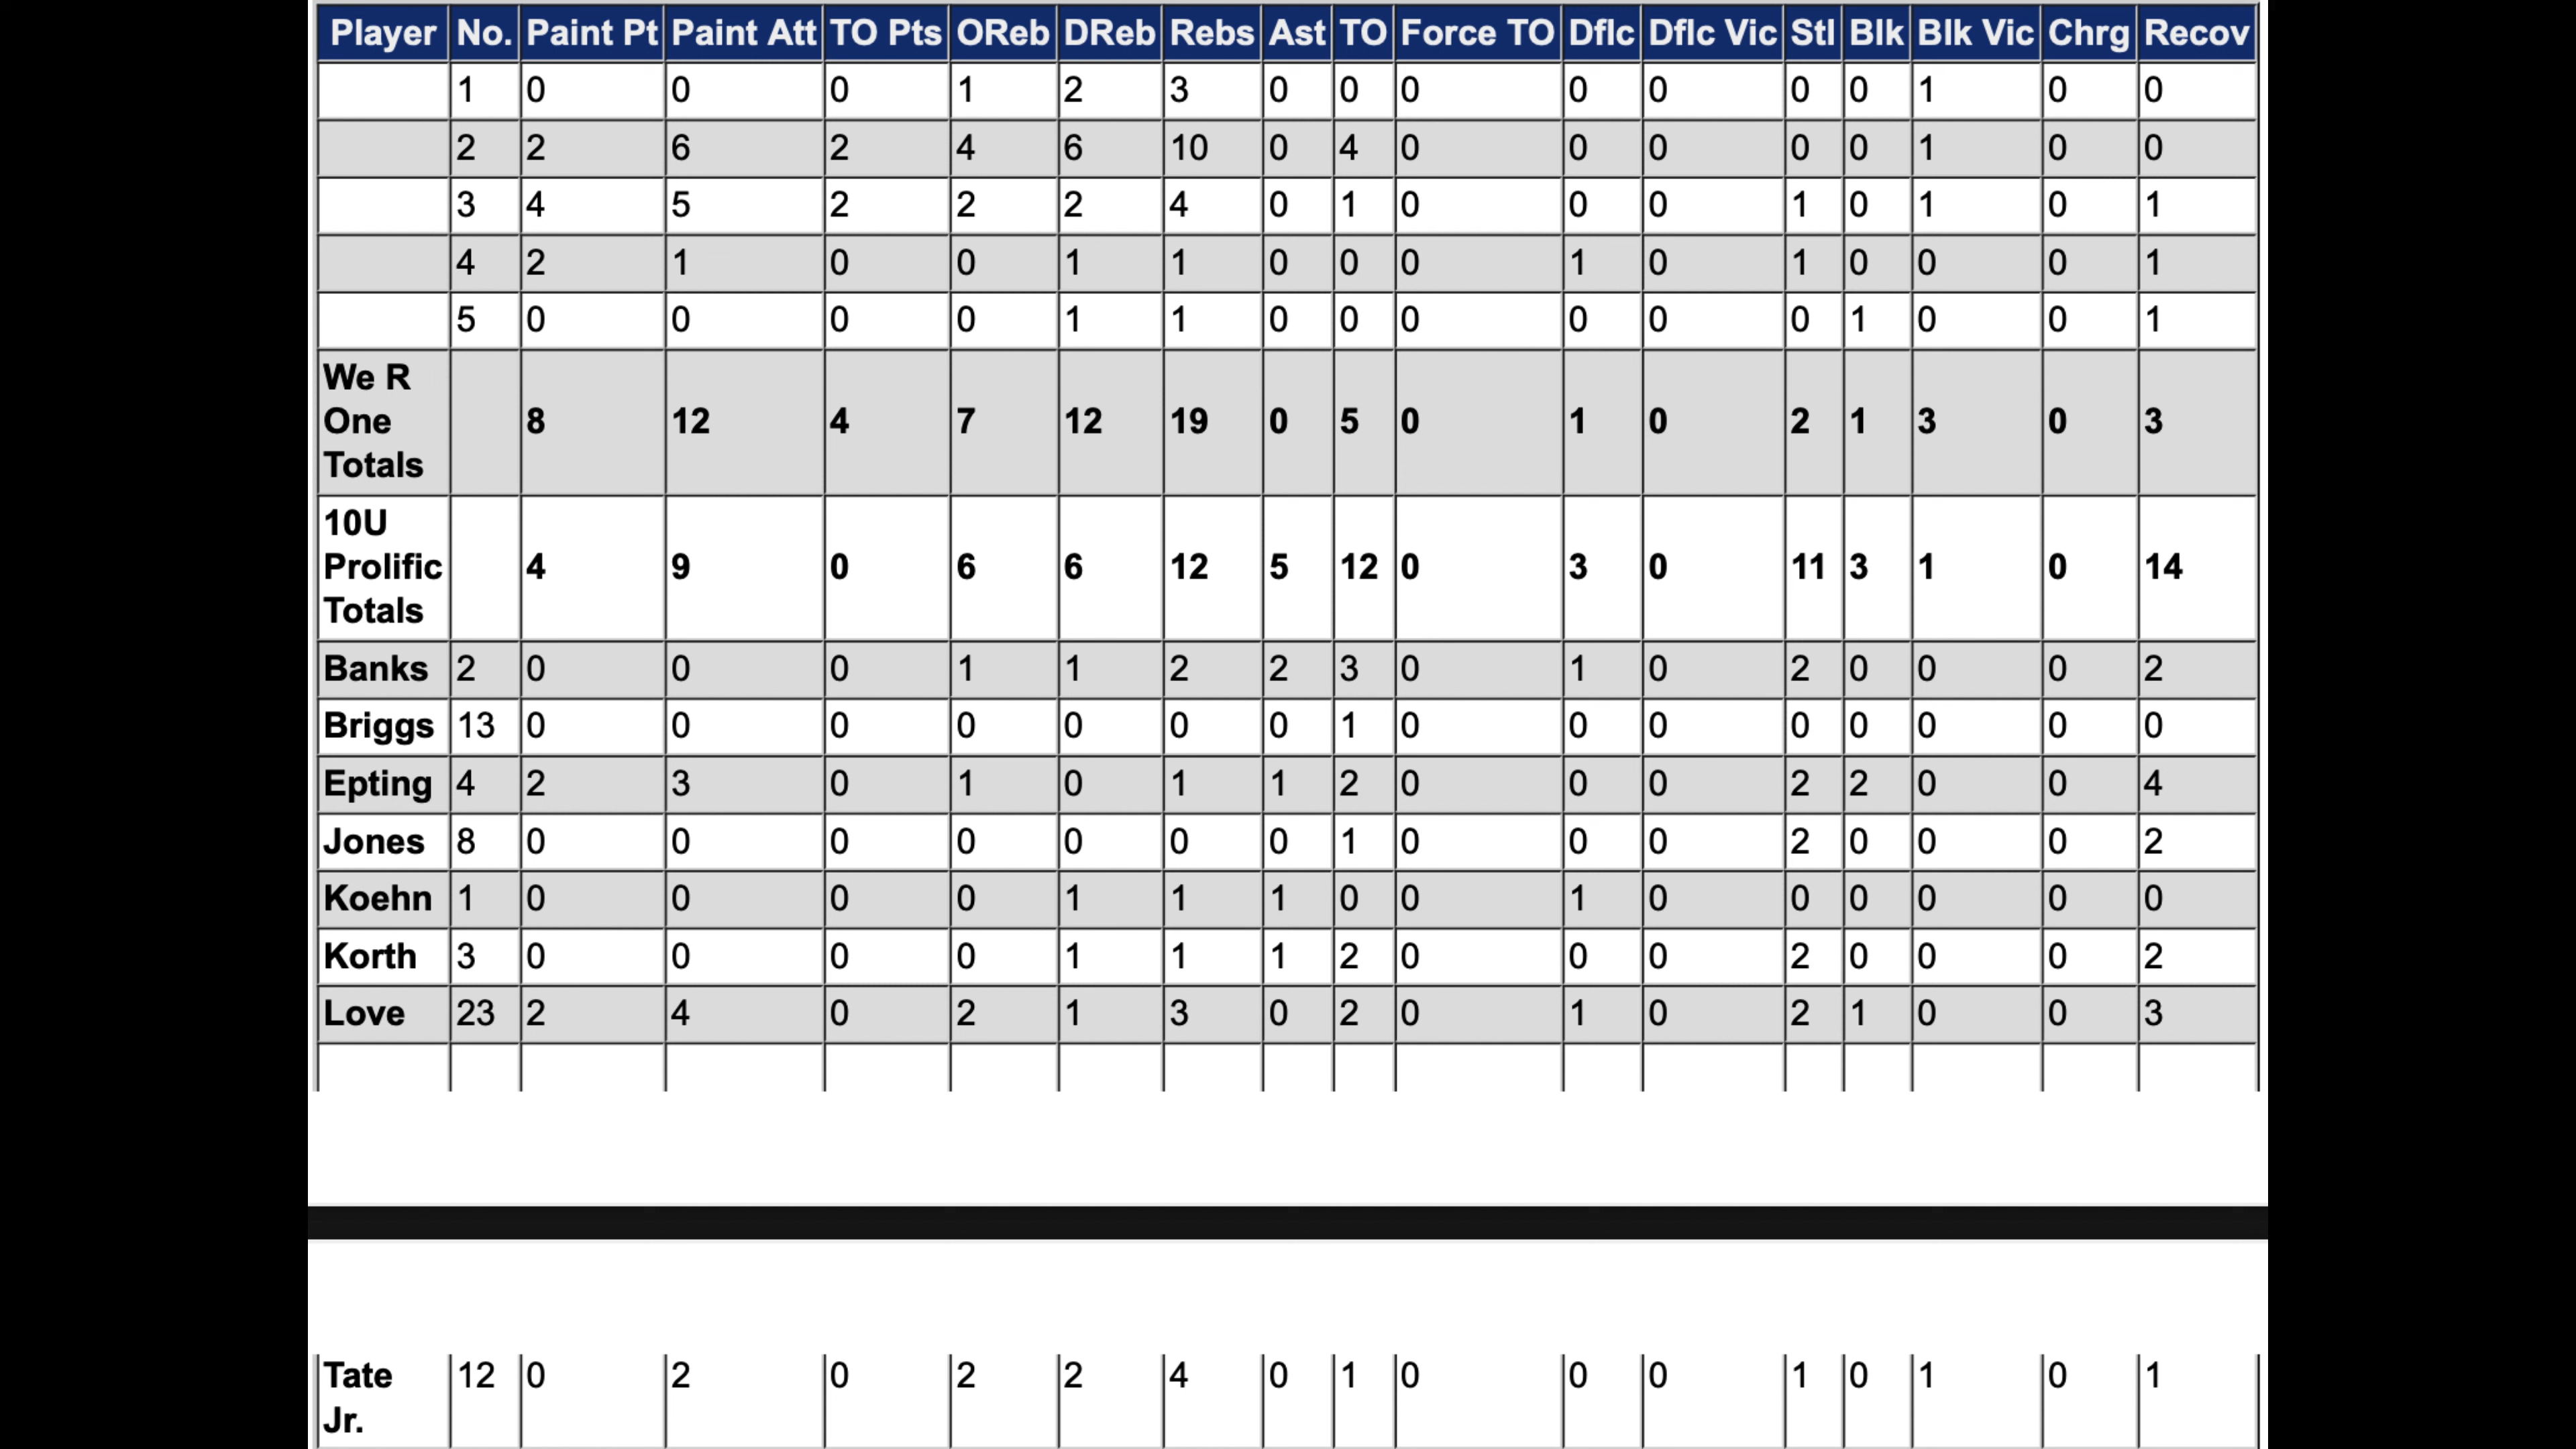 Player No. Paint Pt Paint Att TO Pts OReb DReb Rebs Ast TO Force TO Dflc Dflc Vic Stl Blk Blk Vic Chrg Recov
1 0 0 0 1 2 3 0 0 0 0 0 0 0 1 0 0
2 2 6 2 4 6 10 0 4 0 0 0 0 0 1 0 0
3 4 5 2 2 2 4 0 1 0 0 0 1 0 1 0 1
4 2 1 0 0 1 1 0 0 0 1 0 1 0 0 0 1
5 0 0 0 0 1 1 0 0 0 0 0 0 1 0 0 1
We R
One 8 12 4 7 12 19 0 5 0 1 0 2 1 3 0 3
Totals
10U
Prolific 4 9 0 6 6 12 5 12 0 3 0 11 3 1 0 14
Totals
Banks 2 0 0 0 1 1 2 2 3 0 1 0 2 0 0 0 2
Briggs 13 0 0 0 0 0 0 0 1 0 0 0 0 0 0 0 0
Epting 4 2 3 0 1 0 1 1 2 0 0 0 2 2 0 0 4
Jones 8 0 0 0 0 0 0 0 1 0 0 0 2 0 0 0 2
Koehn 1 0 0 0 0 1 1 1 0 0 1 0 0 0 0 0 0
Korth 3 0 0 0 0 1 1 1 2 0 0 0 2 0 0 0 2
Love 23 2 4 0 2 1 3 0 2 0 1 0 2 1 0 0 3
Tate 12 0 2 0 2 2 4 0 1 0 0 0 1 0 1 0 1
Jr.